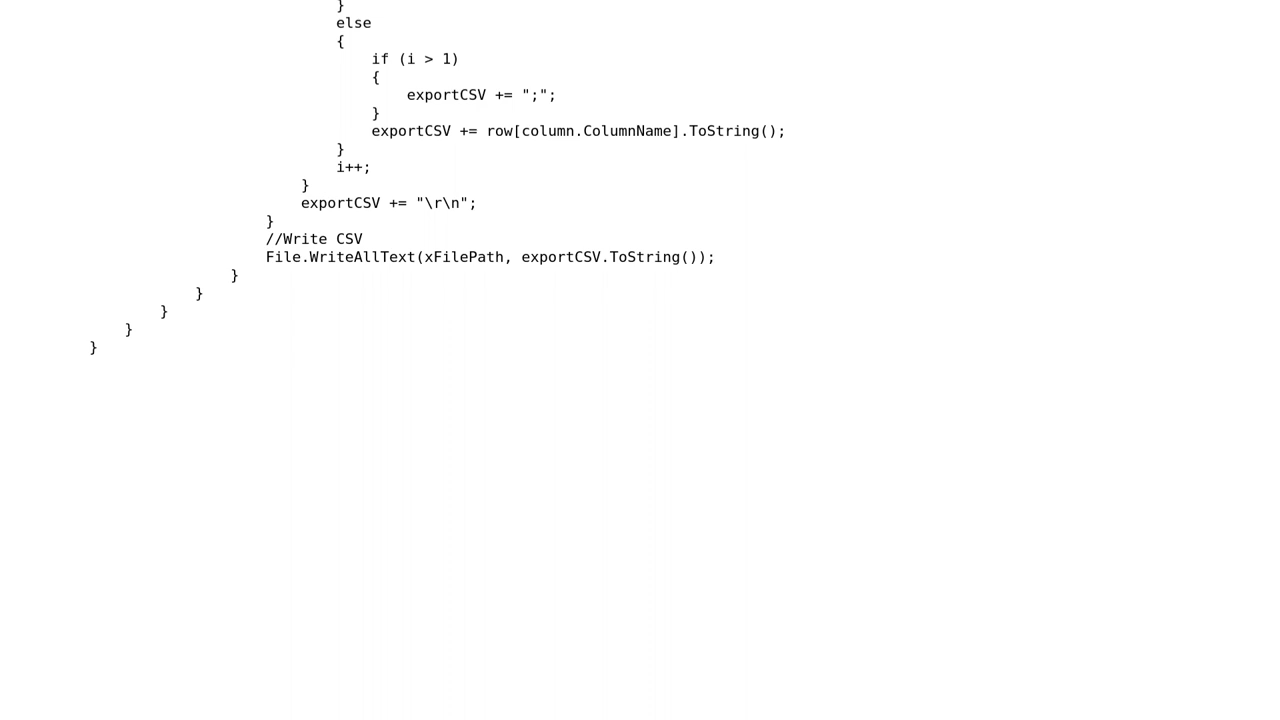 }
else
{
if (i > 1)
{
exportCSV += ";";
}
exportCSV += row[column.ColumnName].ToString();
}
i++;
}
exportCSV += "\r\n";
}
//Write CSV
File.WriteAllText(xFilePath, exportCSV.ToString());
}
}
}
}
}